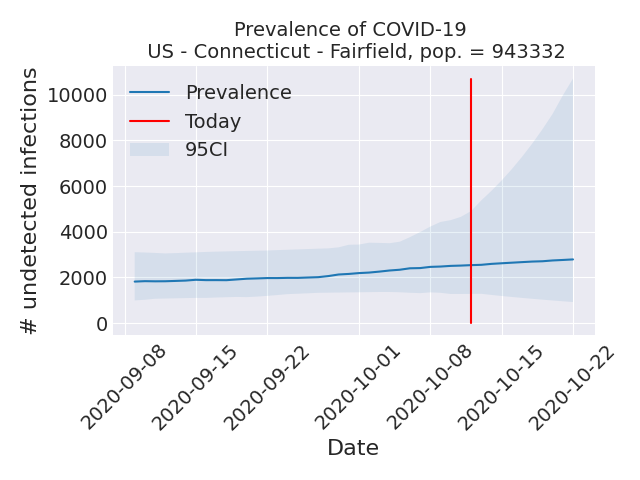 Prevalence of COVID-19
US - Connecticut - Fairfield, pop. = 943332
# undetected infections
10000
8000
6000
4000
2000
0
Prevalence
Today
95CI
2020-09-08
2020-09-15
2020-09-22
2020-10-01
2020-10-08
2020-10-15
2020-10-22
Date